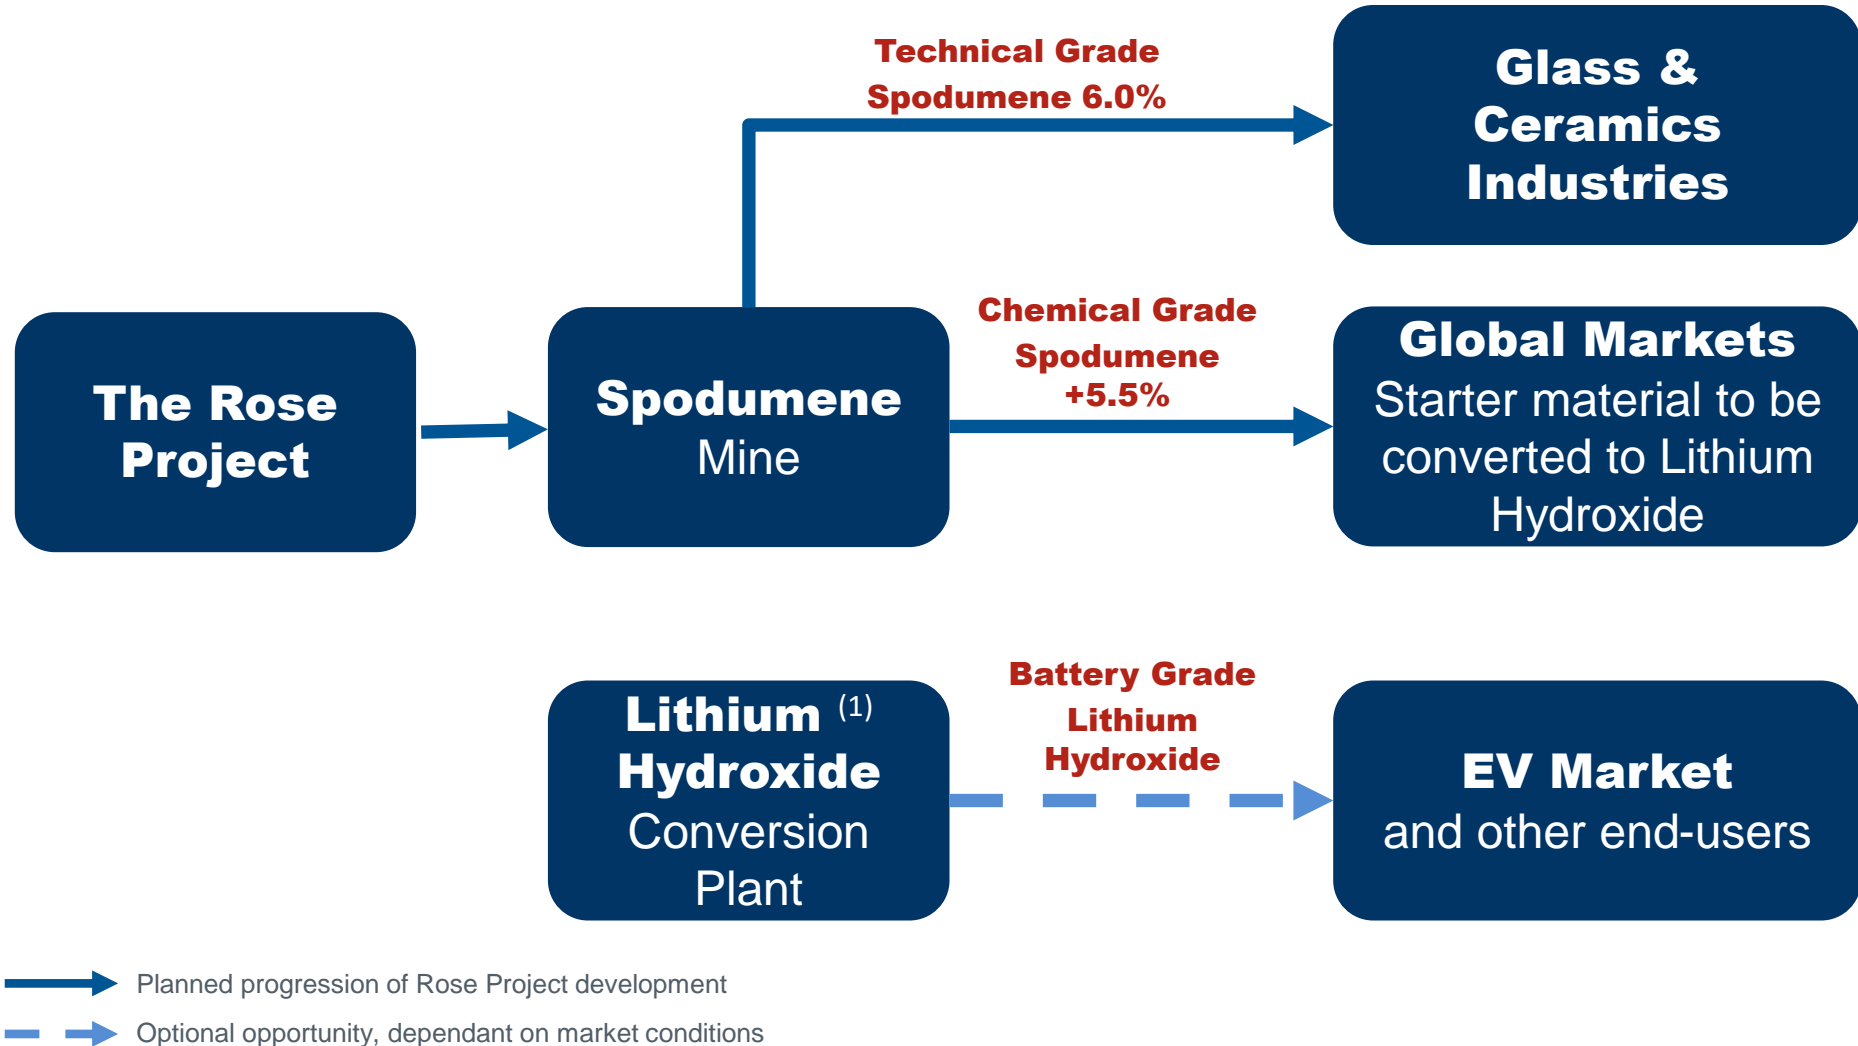 Technical Grade
Spodumene 6.0%
Glass &
Ceramics
Industries
The Rose
Project
Spodumene
Mine
Chemical Grade
Spodumene
+5.5%
Global Markets
Starter material to be
converted to Lithium
Hydroxide
Lithium (1)
Hydroxide
Conversion
Plant
Battery Grade
Lithium
Hydroxide
EV Market
and other end-users
Planned progression of Rose Project development
Optional opportunity, dependant on market conditions